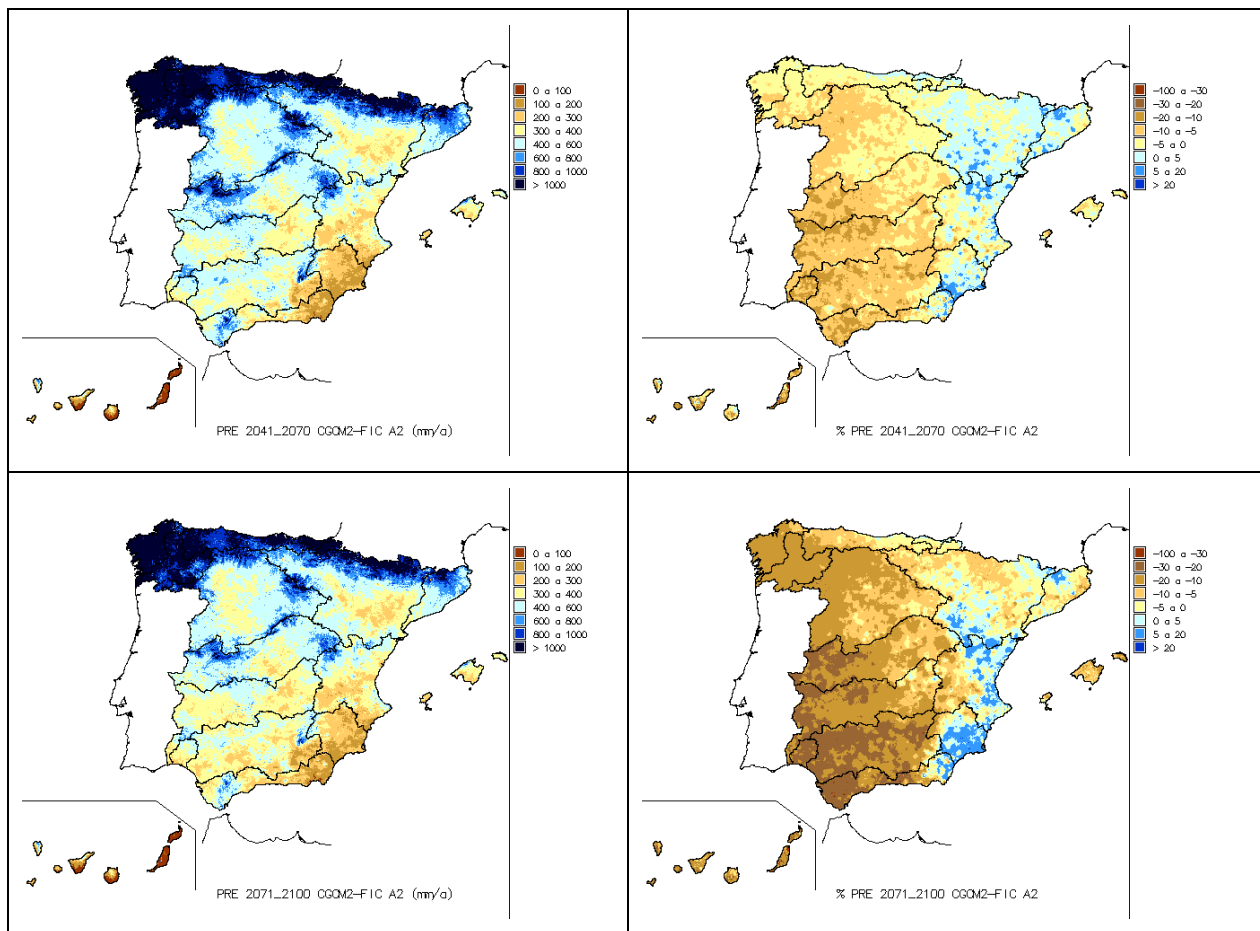 0 a 100
100 a 200
200 a 300
300 a 400
400 a 600
600 a 800
800 a 1000
> 1000
PRE 2041_2070 CGCM2-FIC A2 (mm/a)
-100 a -30
-30 a -20
-20 a -10
-10 a -5
-5 a 0
0 a 5
5 a 20
> 20
% PRE 2041_2070 CGCM2-FIC A2
0 a 100
100 a 200
200 a 300
300 a 400
400 a 600
600 a 800
800 a 1000
> 1000
PRE 2071_2100 CGCM2-FIC A2 (mm/a)
-100 a -30
-30 a -20
-20 a -10
-10 a -5
-5 a 0
0 a 5
5 a 20
> 20
% PRE 2071_2100 CGCM2-FIC A2